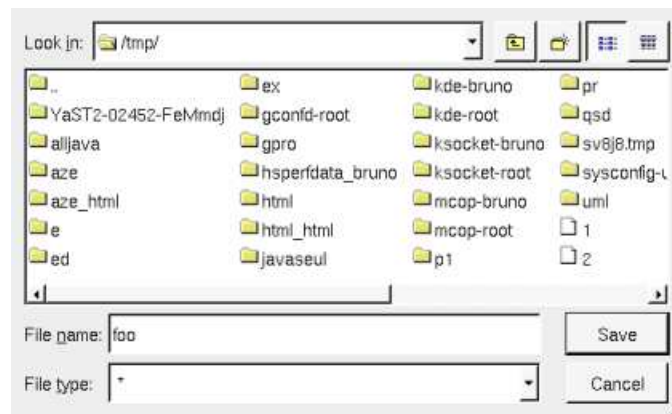 Look in: /tmp/
.. ex kde-bruno pr
YaST2-02452-FeMmdj gconfd-root kde-root qsd
alljava gpro ksocket-bruno sv8j8.tmp
aze hsperfdata_bruno ksocket-root sysconfig-u
aze_html html mcop-bruno uml
e html_html mcop-root 1
ed javaseul p1 2
File name: foo Save
File type: * Cancel